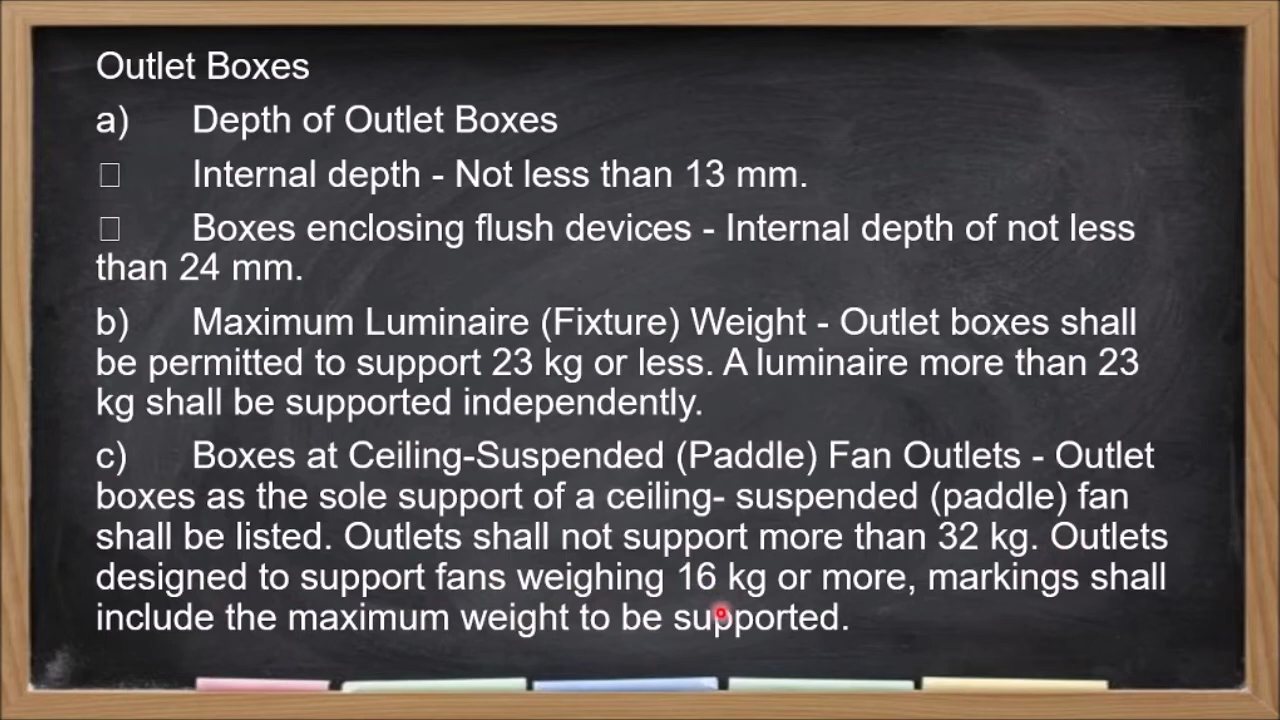 Outlet Boxes
a) Depth of Outlet Boxes
□ Internal depth - Not less than 13 mm.
□ Boxes enclosing flush devices - Internal depth of not less
than 24 mm.
b) Maximum Luminaire (Fixture) Weight - Outlet boxes shall
be permitted to support 23 kg or less. A luminaire more than 23
kg shall be supported independently.
c) Boxes at Ceiling-Suspended (Paddle) Fan Outlets - Outlet
boxes as the sole support of a ceiling- suspended (paddle) fan
shall be listed. Outlets shall not support more than 32 kg. Outlets
designed to support fans weighing 16 kg or more, markings shall
include the maximum weight to be supported.